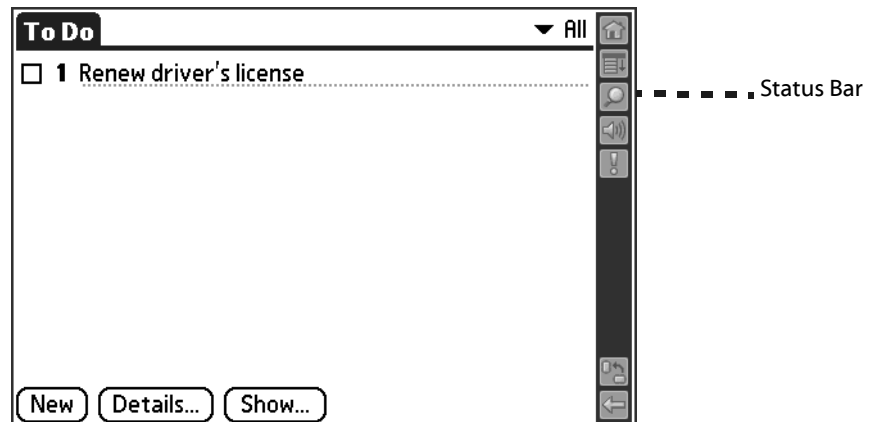 To Do All
1 Renew driver's license
Status Bar
New Details... Show...